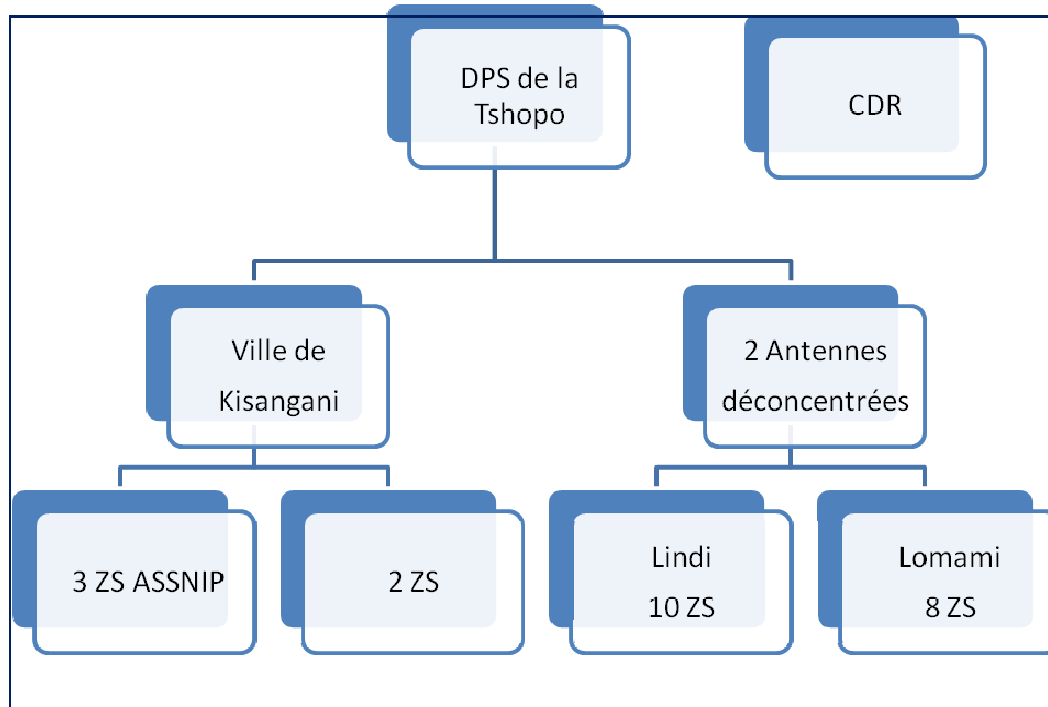 DPS de la
Tshopo
CDR
Ville de
Kisangani
2 Antennes
déconcentrées
3 ZS ASSNIP
2 ZS
Lindi
10 ZS
Lomami
8 ZS